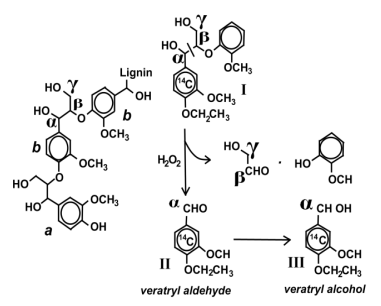 Lignin
HO γ
HO β O b OH
α OCH₃
b
OCH₃
HO O
HO OCH₃
OH
a
HO γ
HO β O
α OCH₃
¹⁴C I
OCH₃
OCH₂CH₃
H₂O₂
HO γ
β CHO
.
HO
OCH
α CHO
¹⁴C
OCH
II OCH₂CH₃
veratryl aldehyde
α CH OH
¹⁴C
OCH
III OCH₂CH₃
veratryl alcohol